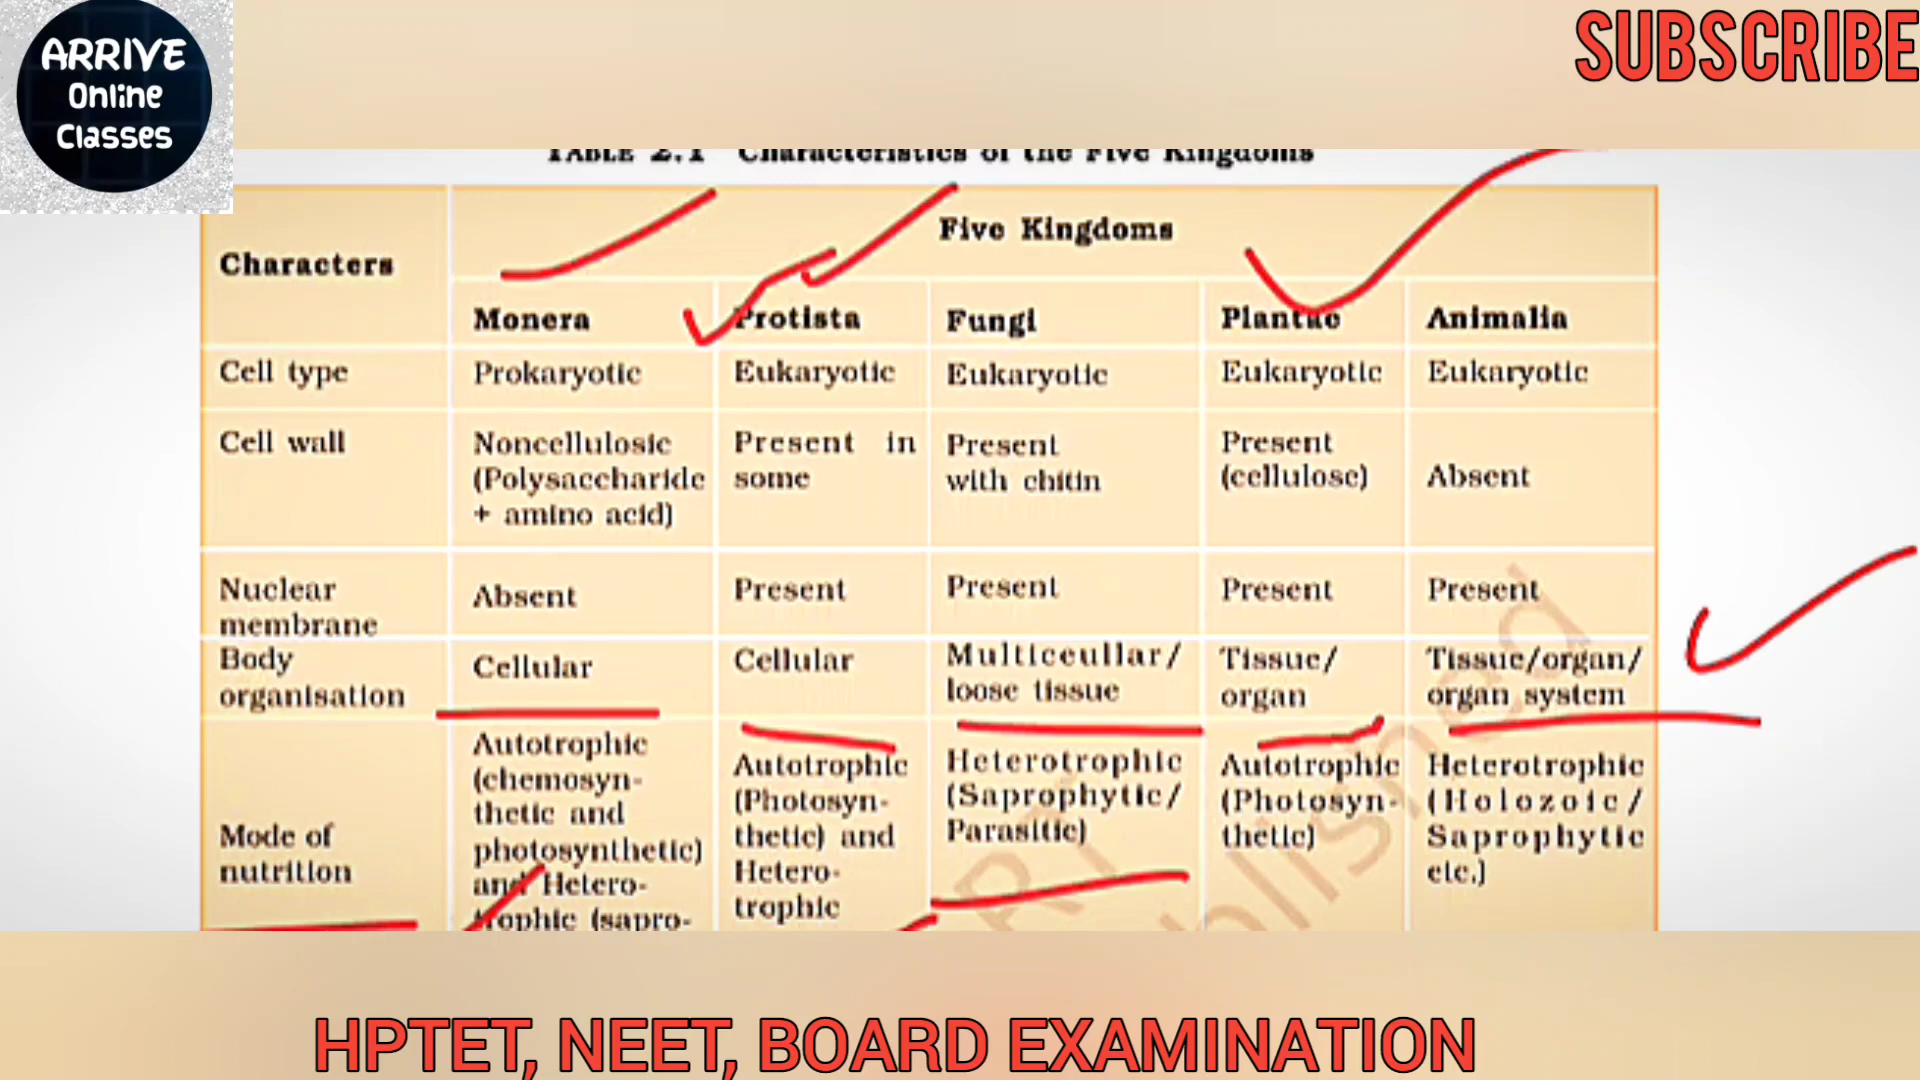 ARRIVE
Online
Classes
SUBSCRIBE
TABLE 2.1 Characteristics of the Five Kingdoms
Characters
Five Kingdoms
Monera
Protista
Fungi
Plantae
Animalia
Cell type
Prokaryotic
Eukaryotic
Eukaryotic
Eukaryotic
Eukaryotic
Cell wall
Noncellulosic
(Polysaccharide
+ amino acid)
Present in
some
Present
with chitin
Present
(cellulose)
Absent
Nuclear
membrane
Absent
Present
Present
Present
Present
Body
organisation
Cellular
Cellular
Multiceullar/
loose tissue
Tissue/
organ
Tissue/organ/
organ system
Mode of
nutrition
Autotrophic
(chemosyn-
thetic and
photosynthetic)
and Hetero-
trophic (sapro-
Autotrophic
(Photosyn-
thetic) and
Hetero-
trophic
Heterotrophic
(Saprophytic/
Parasitic)
Autotrophic
(Photosyn-
thetic)
Heterotrophic
(Holozoic/
Saprophytic
etc.)
HPTET, NEET, BOARD EXAMINATION